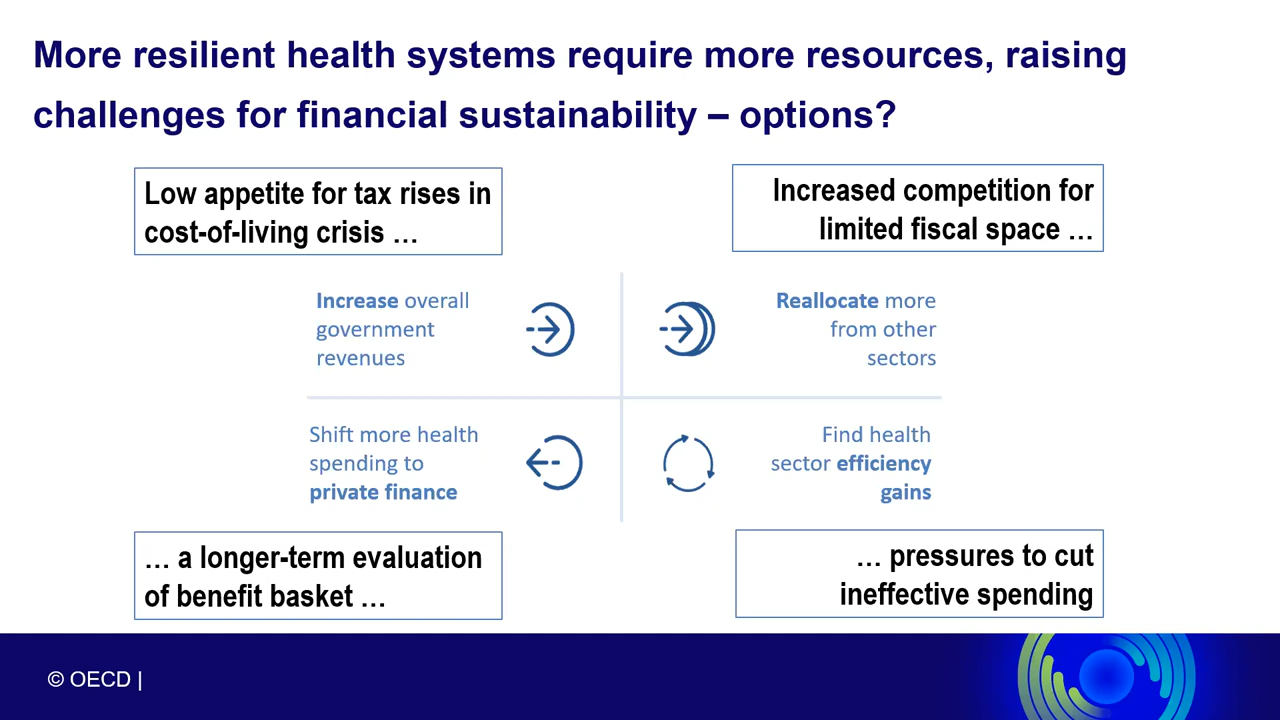 More resilient health systems require more resources, raising
challenges for financial sustainability – options?
Low appetite for tax rises in
cost-of-living crisis …
Increased competition for
limited fiscal space …
Increase overall
government
revenues
Reallocate more
from other
sectors
Shift more health
spending to
private finance
Find health
sector efficiency
gains
… a longer-term evaluation
of benefit basket …
… pressures to cut
ineffective spending
© OECD |